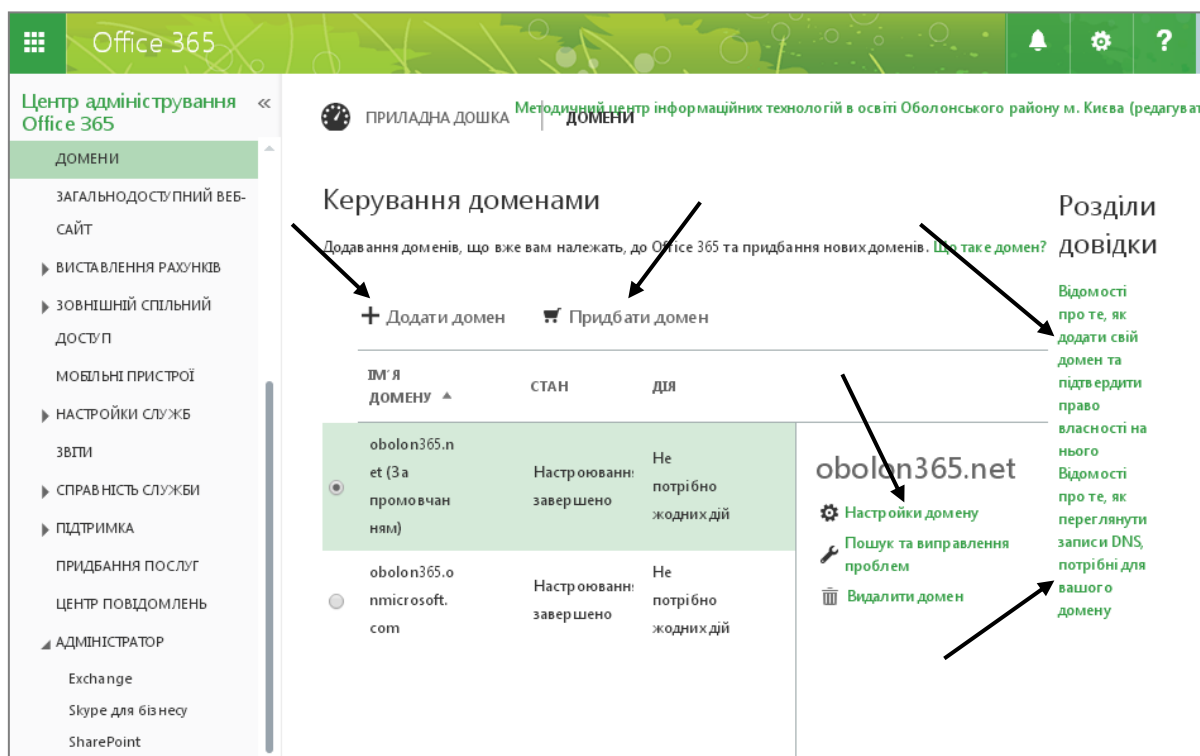 Office 365
?
Центр адміністрування
Office 365
«
ДОМЕНИ
ЗАГАЛЬНОДОСТУПНИЙ ВЕБ-
САЙТ
ВИСТАВЛЕННЯ РАХУНКІВ
ЗОВНІШНІЙ СПІЛЬНИЙ
ДОСТУП
МОБІЛЬНІ ПРИСТРОЇ
НАСТРОЙКИ СЛУЖБ
ЗВІТИ
СПРАВНІСТЬ СЛУЖБИ
ПІДТРИМКА
ПРИДБАННЯ ПОСЛУГ
ЦЕНТР ПОВІДОМЛЕНЬ
АДМІНІСТРАТОР
Exchange
Skype для бізнесу
SharePoint
Методичний центр інформаційних технологій в освіті Оболонського району м. Києва (редагуват
ПРИЛАДНА ДОШКА
ДОМЕНИ
Керування доменами
Додавання доменів, що вже вам належать, до Office 365 та придбання нових доменів. Що таке домен?
Додати домен
Придбати домен
ІМ'Я
ДОМЕНУ
СТАН
ДІЯ
obolon365.n
et (За
промовчан
ням)
Настроюванн
завершено
Не
потрібно
жодних дій
obolon365.o
nmicrosoft.
com
Настроюванн
завершено
Не
потрібно
жодних дій
obolon365.net
Настройки домену
Пошук та виправлення
проблем
Видалити домен
Розділи
довідки
Відомості
про те, як
додати свій
домен та
підтвердити
право
власності на
нього
Відомості
про те, як
переглянути
записи DNS,
потрібні для
вашого
домену